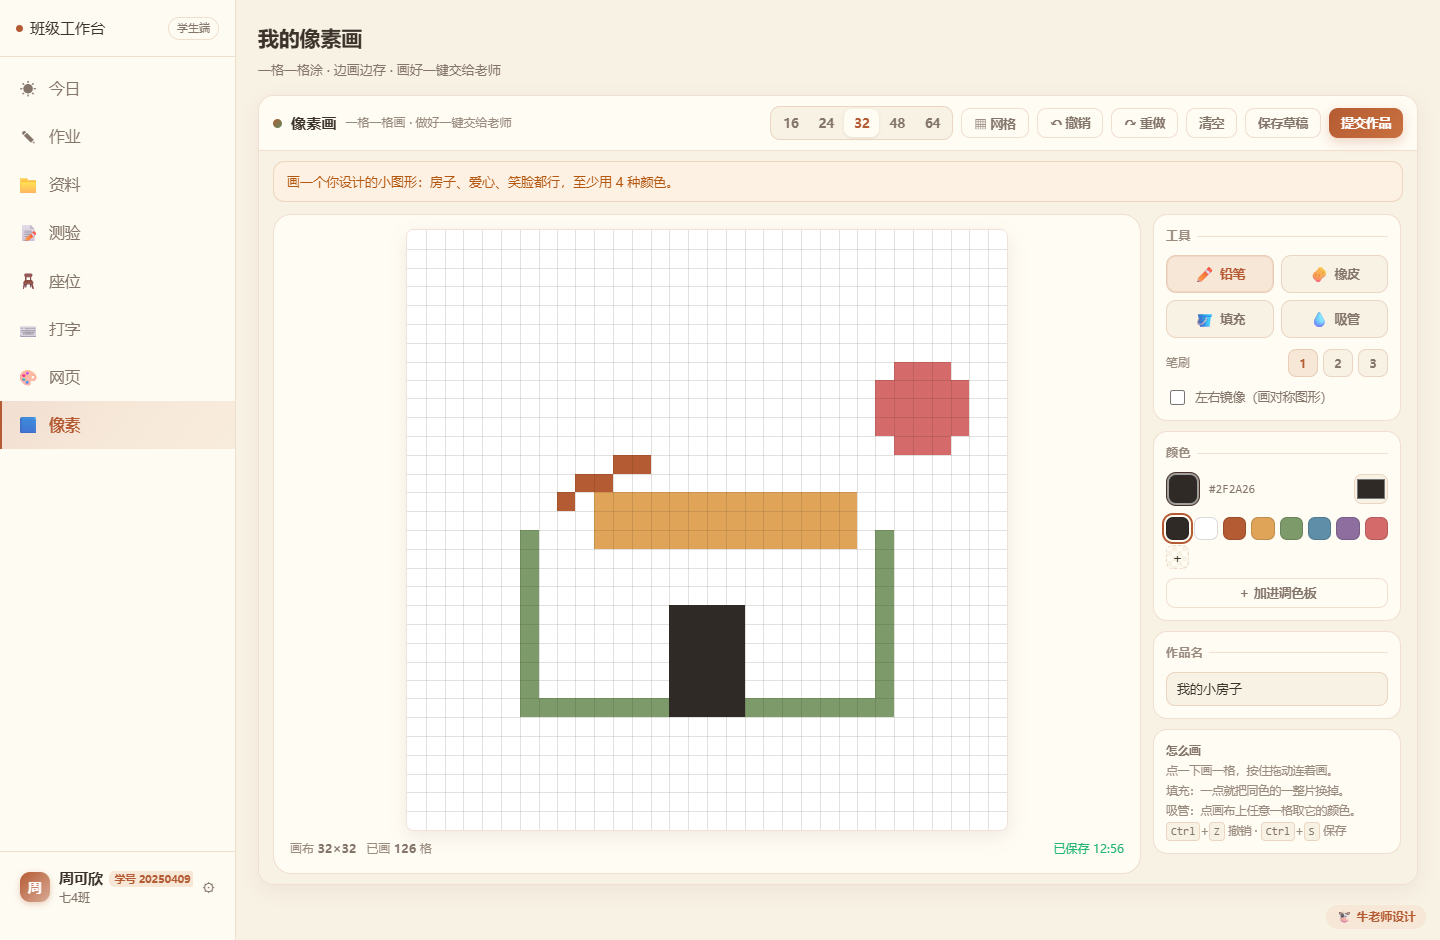 班级工作台 学生端
今日
作业
资料
测验
座位
打字
网页
像素
周 周可欣 学号 20250409
七4班
我的像素画
一格一格涂 · 边画边存 · 画好一键交给老师
像素画 一格一格画 · 做好一键交给老师 16 24 32 48 64 ▦ 网格 ↶ 撤销 ↷ 重做 清空 保存草稿 提交作品
画一个你设计的小图形：房子、爱心、笑脸都行，至少用 4 种颜色。
画布 32×32 已画 126 格 已保存 12:56
工具
铅笔 橡皮
填充 吸管
笔刷 1 2 3
左右镜像（画对称图形）
颜色
#2F2A26
+
+ 加进调色板
作品名
我的小房子
怎么画
点一下画一格，按住拖动连着画。
填充：一点就把同色的一整片换掉。
吸管：点画布上任意一格取它的颜色。
Ctrl + Z 撤销 · Ctrl + S 保存
牛老师设计